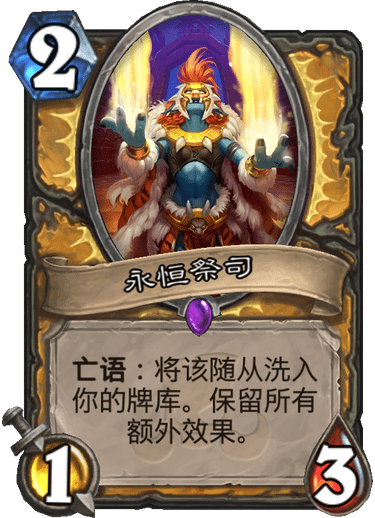 2
永恒祭司
亡语：将该随从洗入
你的牌库。保留所有
额外效果。
1
3